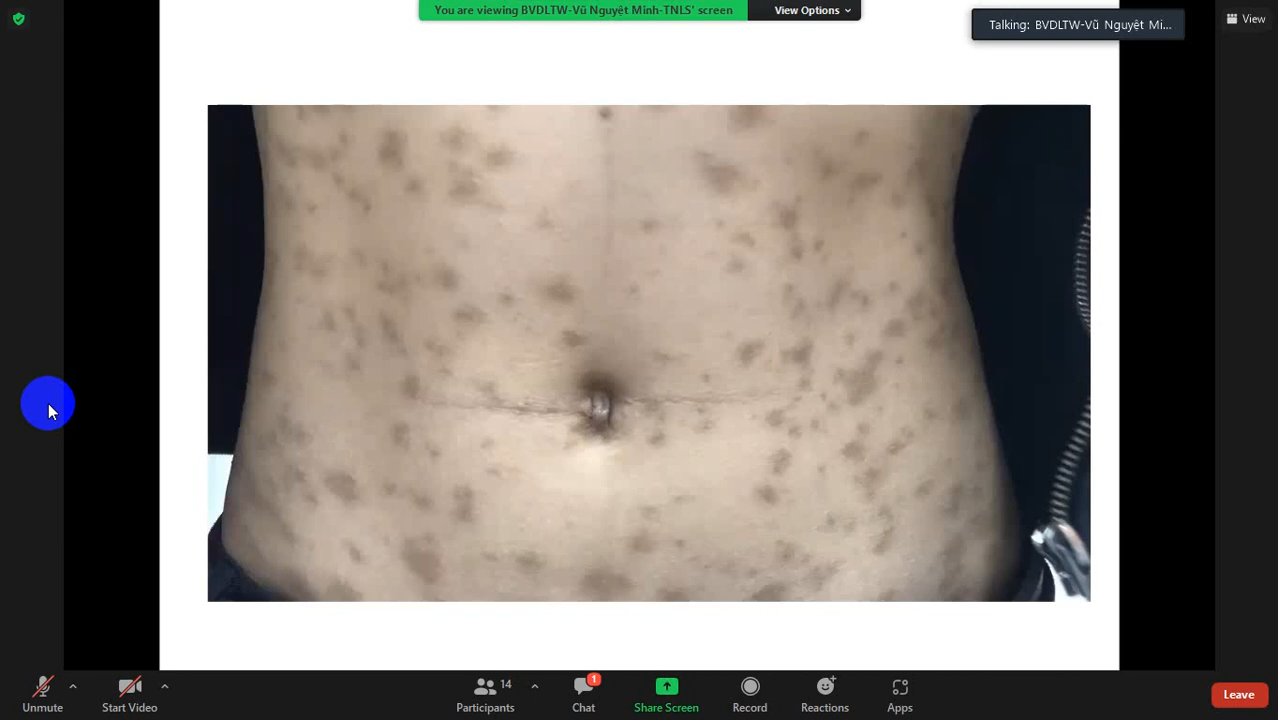 You are viewing BVDLTW-Vũ Nguyệt Minh-TNLS' screen
View Options
Talking: BVDLTW-Vũ Nguyệt Mi...
View
Unmute
Start Video
14
Participants
1
Chat
Share Screen
Record
Reactions
Apps
Leave